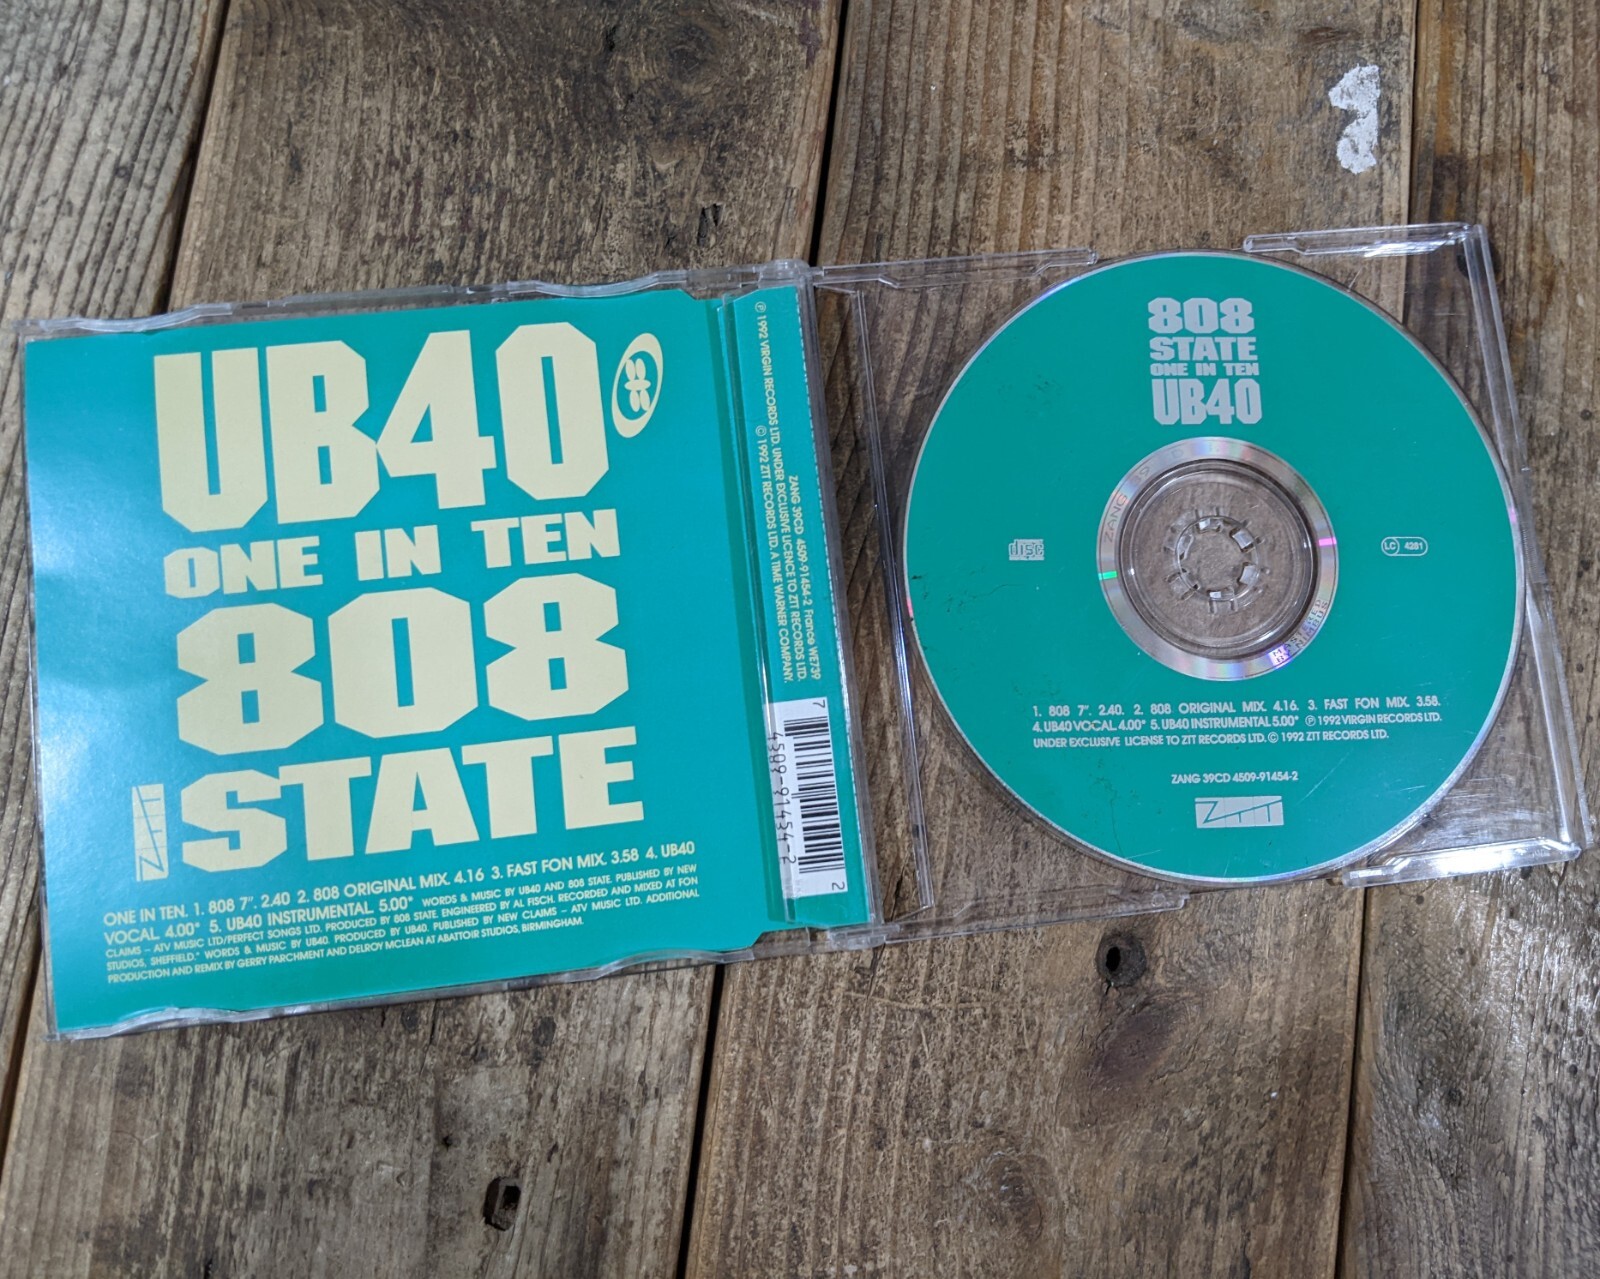 UB40
ONE IN TEN
808
STATE
ZTT
ONE IN TEN. 1. 808 7". 2.40 2. 808 ORIGINAL MIX. 4.16 3. FAST FON MIX. 3.58 4. UB40
VOCAL 4.00* 5. UB40 INSTRUMENTAL 5.00* WORDS & MUSIC BY UB40 AND 808 STATE. PUBLISHED BY NEW
CLAIMS – ATV MUSIC LTD/PERFECT SONGS LTD. PRODUCED BY 808 STATE. ENGINEERED BY AL FISCH. RECORDED AND MIXED AT FON
STUDIOS, SHEFFIELD.* WORDS & MUSIC BY UB40. PRODUCED BY UB40. PUBLISHED BY NEW CLAIMS – ATV MUSIC LTD. ADDITIONAL
PRODUCTION AND REMIX BY GERRY PARCHMENT AND DELROY MCLEAN AT ABATTOIR STUDIOS, BIRMINGHAM.
ZANG 39CD 4509-91454-2 France WE739
℗ 1992 VIRGIN RECORDS LTD. UNDER EXCLUSIVE LICENCE TO ZTT RECORDS LTD.
© 1992 ZTT RECORDS LTD. A TIME WARNER COMPANY.
7 4509-91454-2 2
808
STATE
ONE IN TEN
UB40
disc
LC 4281
1. 808 7". 2.40. 2. 808 ORIGINAL MIX. 4.16. 3. FAST FON MIX. 3.58.
4. UB40 VOCAL 4.00* 5. UB40 INSTRUMENTAL 5.00* ℗ 1992 VIRGIN RECORDS LTD.
UNDER EXCLUSIVE LICENSE TO ZTT RECORDS LTD. © 1992 ZTT RECORDS LTD.
ZANG 39CD 4509-91454-2
ZTT